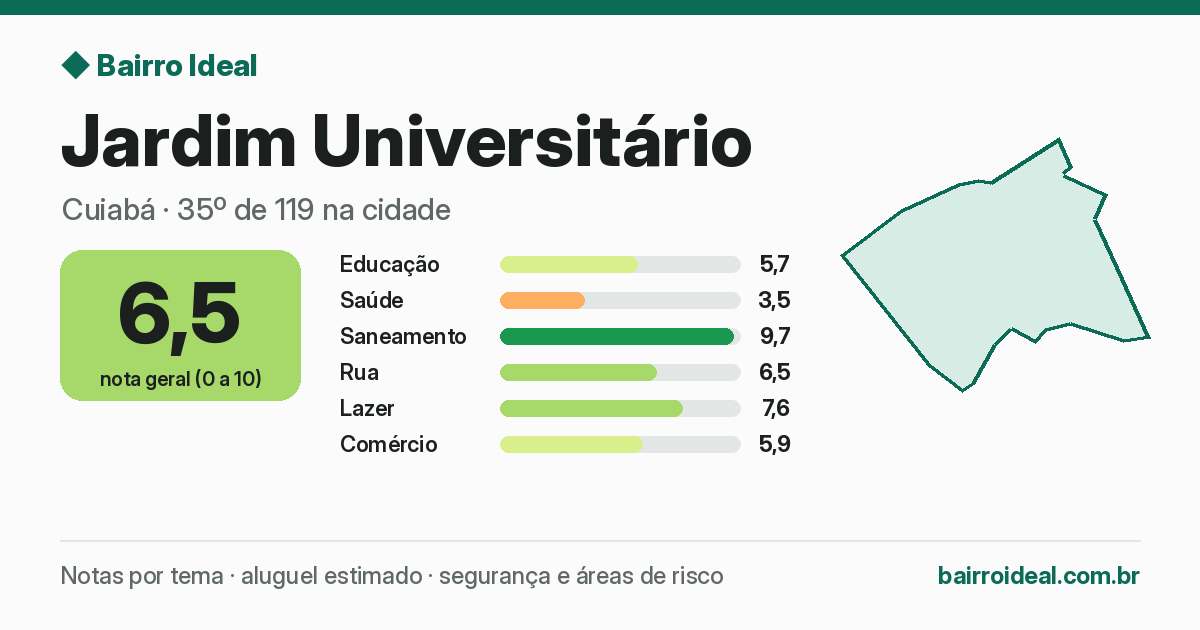 Bairro Ideal
Jardim Universitário
Cuiabá · 35º de 119 na cidade
6,5
nota geral (0 a 10)
Educação 5,7
Saúde 3,5
Saneamento 9,7
Rua 6,5
Lazer 7,6
Comércio 5,9
Notas por tema · aluguel estimado · segurança e áreas de risco
bairroideal.com.br